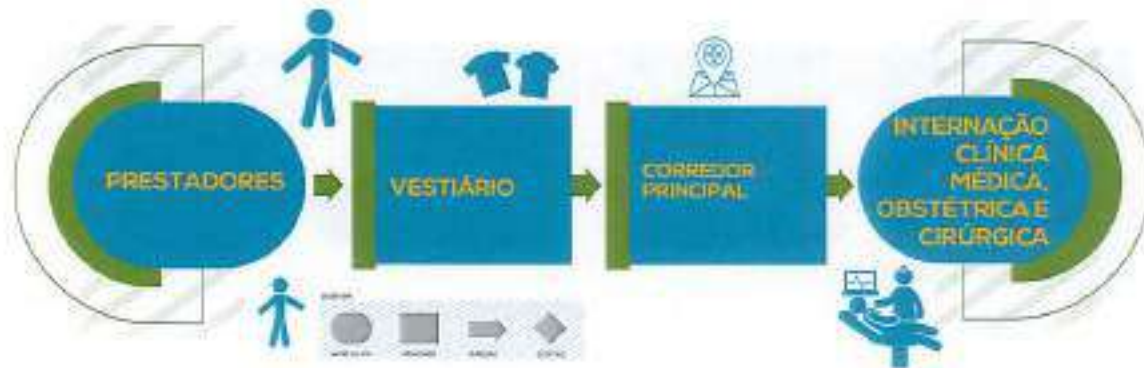 PRESTADORES
VESTIÁRIO
CORREDOR
PRINCIPAL
INTERNAÇÃO
CLÍNICA
MÉDICA,
OBSTÉTRICA E
CIRÚRGICA